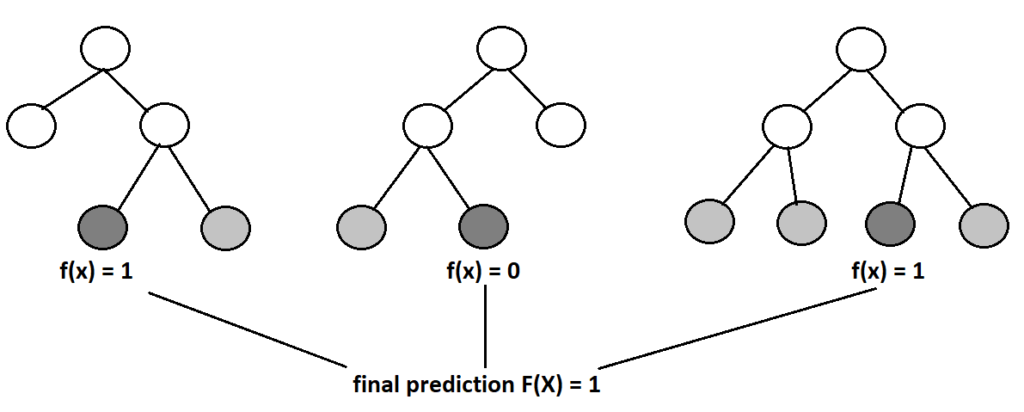 f(x) = 1
f(x) = 0
f(x) = 1
final prediction F(X) = 1